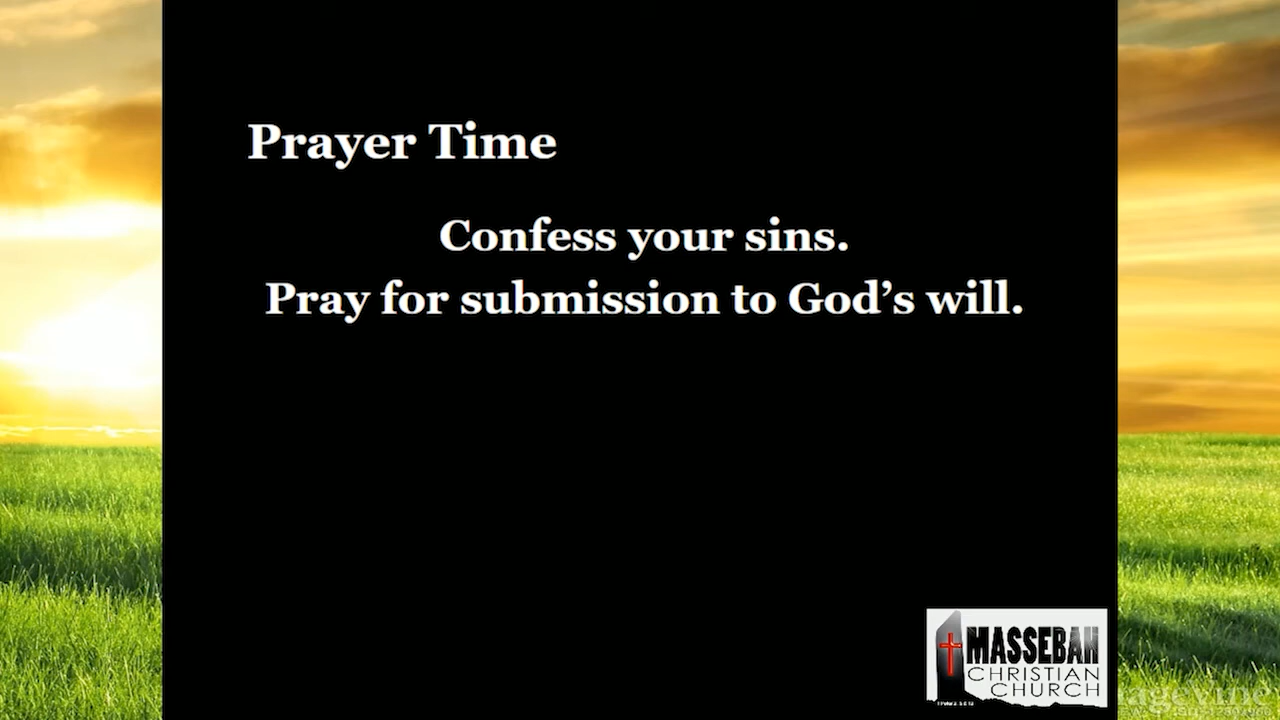 Prayer Time
Confess your sins.
Pray for submission to God’s will.
MASSEBAH
CHRISTIAN
CHURCH